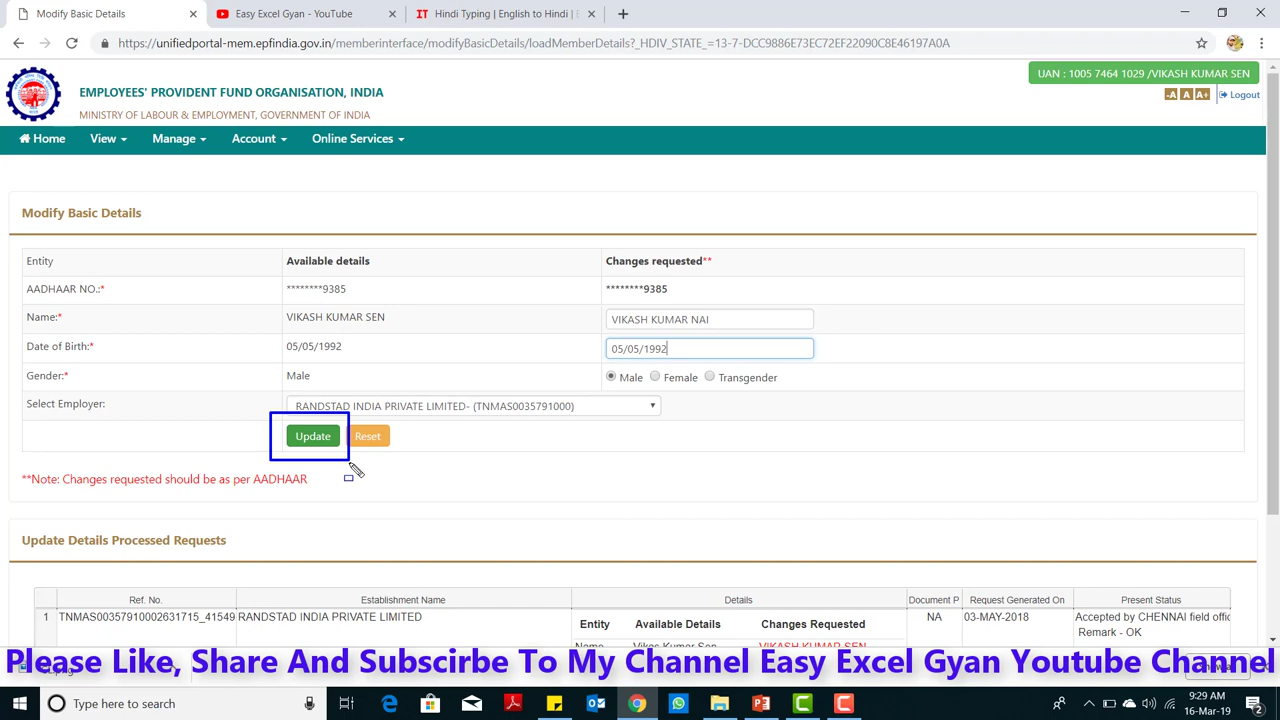 Modify Basic Details
Easy Excel Gyan - YouTube
Hindi Typing | English to Hindi |
https://unifiedportal-mem.epfindia.gov.in/memberinterface/modifyBasicDetails/loadMemberDetails?_HDIV_STATE_=13-7-DCC9886E73EC72EF22090C8E46197A0A
UAN : 1005 7464 1029 /VIKASH KUMAR SEN
EMPLOYEES' PROVIDENT FUND ORGANISATION, INDIA
-A A A+ Logout
MINISTRY OF LABOUR & EMPLOYMENT, GOVERNMENT OF INDIA
Home View Manage Account Online Services
Modify Basic Details
Entity Available details Changes requested**
AADHAAR NO.:* ********9385 ********9385
Name:* VIKASH KUMAR SEN VIKASH KUMAR NAI
Date of Birth:* 05/05/1992 05/05/1992
Gender:* Male Male Female Transgender
Select Employer: RANDSTAD INDIA PRIVATE LIMITED- (TNMAS0035791000)
Update Reset
**Note: Changes requested should be as per AADHAAR
Update Details Processed Requests
Ref. No. Establishment Name Details Document P Request Generated On Present Status
1 TNMAS00357910002631715_41549 RANDSTAD INDIA PRIVATE LIMITED Entity Available Details Changes Requested NA 03-MAY-2018 Accepted by CHENNAI field offic
Remark - OK
Name Vikas Kumar Sen VIKASH KUMAR SEN
Please Like, Share And Subscirbe To My Channel Easy Excel Gyan Youtube Channel
Type here to search
9:29 AM
16-Mar-19
2